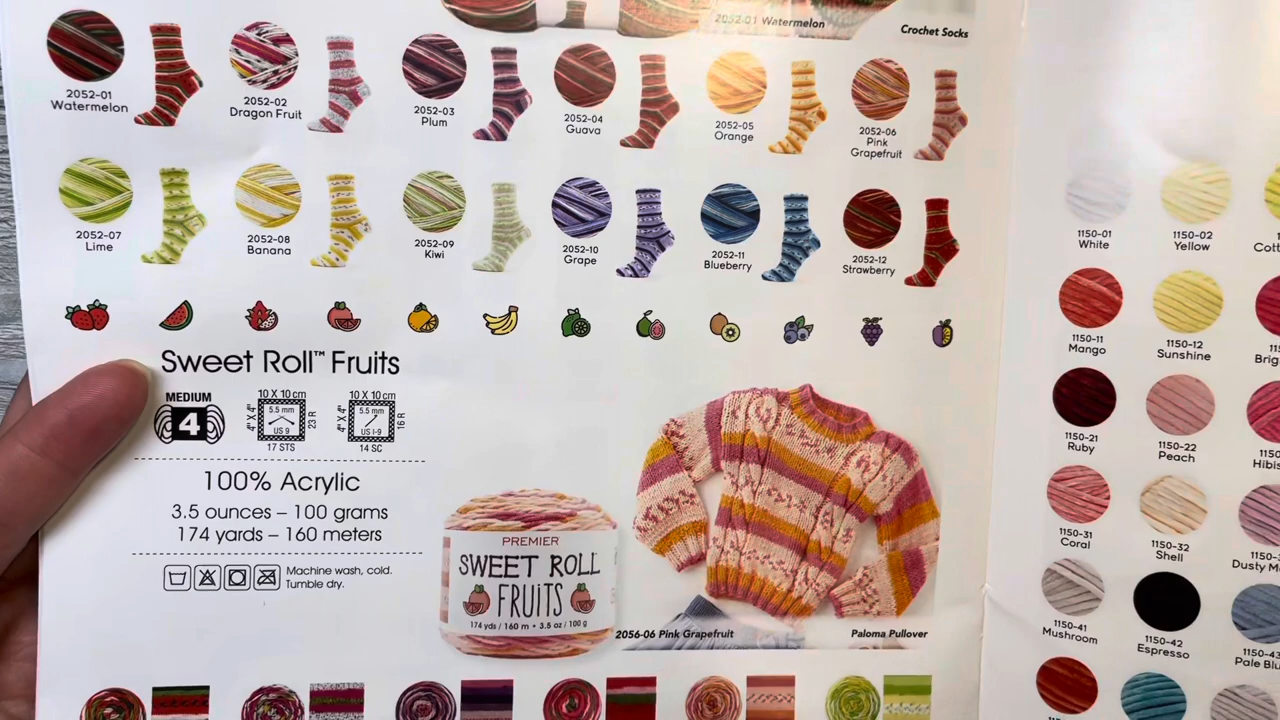 2052-01 Watermelon
Crochet Socks
2052-01
Watermelon
2052-02
Dragon Fruit
2052-03
Plum
2052-04
Guava
2052-05
Orange
2052-06
Pink
Grapefruit
2052-07
Lime
2052-08
Banana
2052-09
Kiwi
2052-10
Grape
2052-11
Blueberry
2052-12
Strawberry
Sweet Roll™ Fruits
MEDIUM
4
10 X 10 cm
4" X 4"
5.5 mm
US 9
23 R
17 STS
10 X 10 cm
4" X 4"
5.5 mm
US I-9
16 R
14 SC
100% Acrylic
3.5 ounces – 100 grams
174 yards – 160 meters
Machine wash, cold.
Tumble dry.
PREMIER
SWEET ROLL
FRUITS
174 yds / 160 m • 3.5 oz / 100 g
2056-06 Pink Grapefruit
Paloma Pullover
1150-01
White
1150-02
Yellow
1150-11
Mango
1150-12
Sunshine
1150-21
Ruby
1150-22
Peach
1150-31
Coral
1150-32
Shell
1150-41
Mushroom
1150-42
Espresso